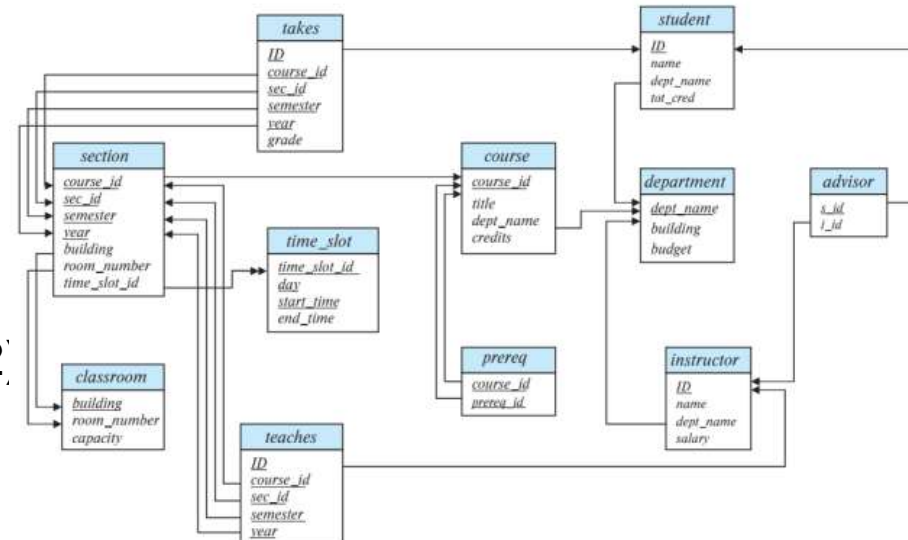 takes
ID
course_id
sec_id
semester
year
grade
student
ID
name
dept_name
tot_cred
section
course_id
sec_id
semester
year
building
room_number
time_slot_id
course
course_id
title
dept_name
credits
department
dept_name
building
budget
advisor
s_id
i_id
time_slot
time_slot_id
day
start_time
end_time
classroom
building
room_number
capacity
prereq
course_id
prereq_id
instructor
ID
name
dept_name
salary
teaches
ID
course_id
sec_id
semester
year